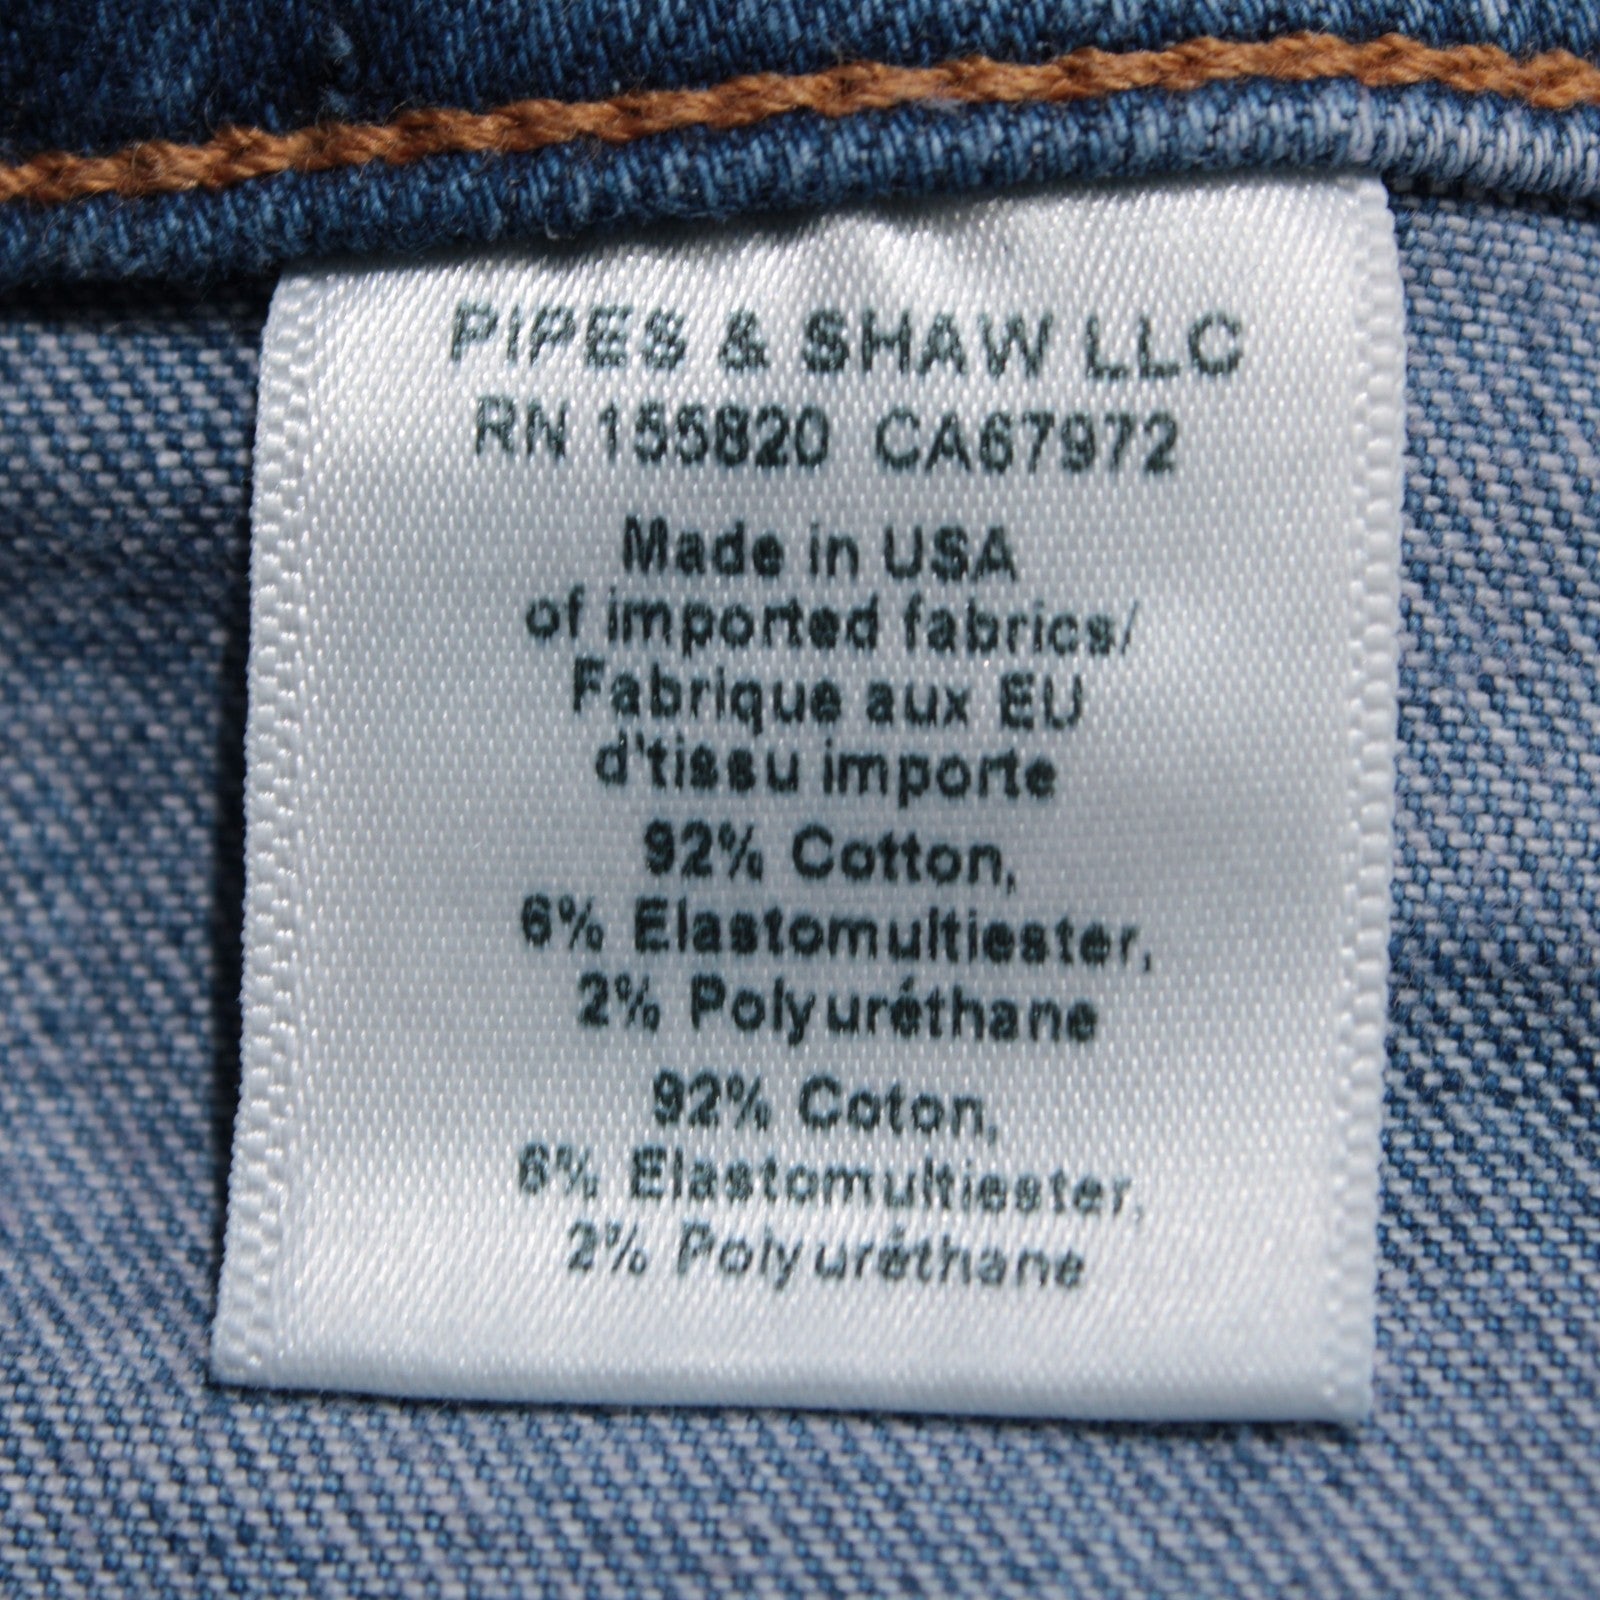 PIPES & SHAW LLC
RN 155820 CA67972
Made in USA
of imported fabrics/
Fabrique aux EU
d'tissu importe
92% Cotton,
6% Elastomultiester,
2% Polyuréthane
92% Coton,
6% Elastomultiester,
2% Polyuréthane